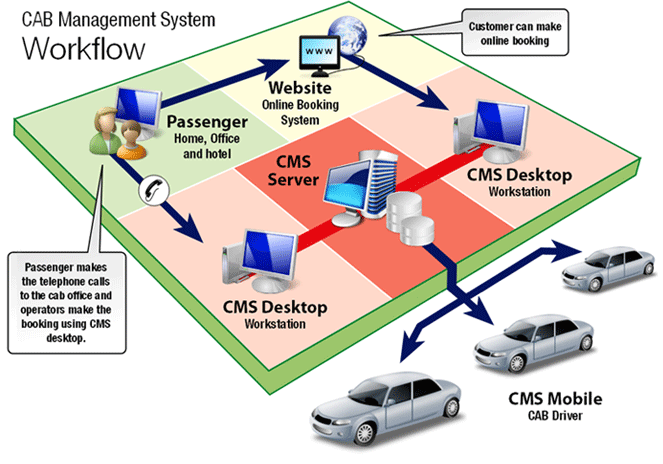 CAB Management System
Workflow
Customer can make
online booking
www
Website
Online Booking
System
Passenger
Home, Office
and hotel
CMS
Server
CMS Desktop
Workstation
Passenger makes
the telephone calls
to the cab office and
operators make the
booking using CMS
desktop.
CMS Desktop
Workstation
CMS Mobile
CAB Driver